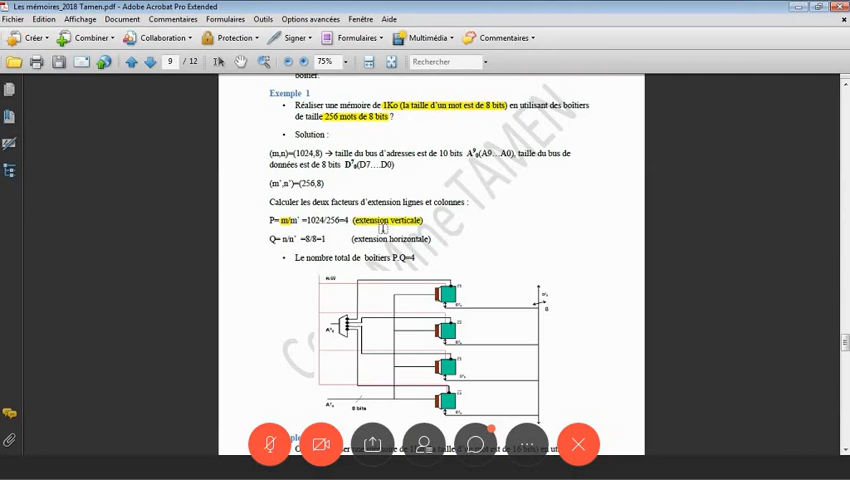 Les mémoires_2018 Tamen.pdf - Adobe Acrobat Pro Extended
Fichier Edition Affichage Document Commentaires Formulaires Outils Options avancées Fenêtre Aide
Créer Combiner Collaboration Protection Signer Formulaires Multimédia Commentaires
9 / 12 75% Rechercher
boîtier.
Exemple 1
• Réaliser une mémoire de 1Ko (la taille d'un mot est de 8 bits) en utilisant des boîtiers
de taille 256 mots de 8 bits ?
• Solution :
(m,n)=(1024,8) → taille du bus d'adresses est de 10 bits A⁹₀(A9…A0), taille du bus de
données est de 8 bits D⁷₀(D7….D0)
(m',n')=(256,8)
Calculer les deux facteurs d'extension lignes et colonnes :
P= m/m' =1024/256=4 (extension verticale)
Q= n/n' =8/8=1 (extension horizontale)
• Le nombre total de boîtiers P.Q=4
R/W
8
8 bits
Mme TAMEN